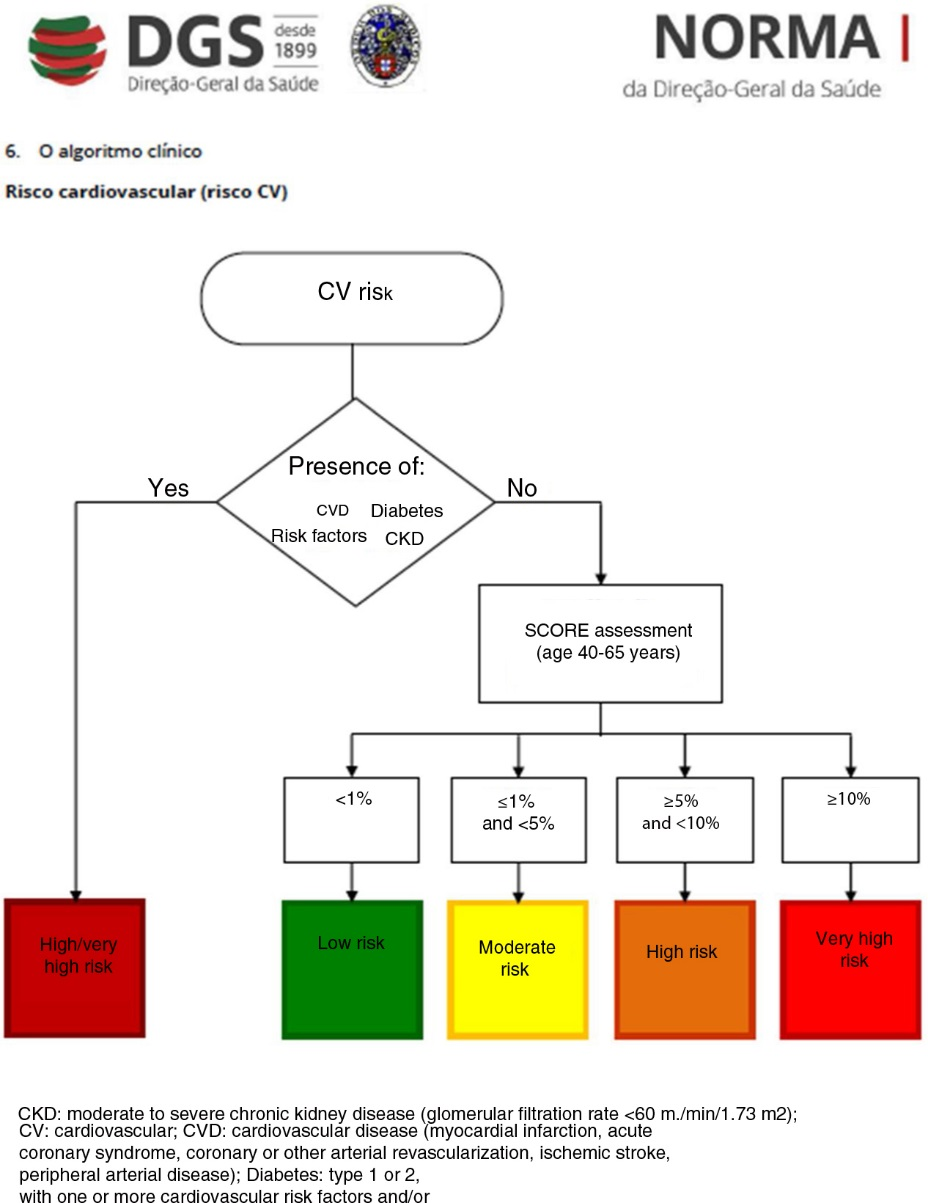 DGS desde
1899
Direção-Geral da Saúde
NORMA
da Direção-Geral da Saúde
6. O algoritmo clínico
Risco cardiovascular (risco CV)
CV risk
Presence of:
Yes
No
CVD Diabetes
Risk factors CKD
SCORE assessment
(age 40-65 years)
<1%
≤1%
and <5%
≥5%
and <10%
≥10%
High/very
high risk
Low risk
Moderate
risk
High risk
Very high
risk
CKD: moderate to severe chronic kidney disease (glomerular filtration rate <60 m./min/1.73 m2);
CV: cardiovascular; CVD: cardiovascular disease (myocardial infarction, acute
coronary syndrome, coronary or other arterial revascularization, ischemic stroke,
peripheral arterial disease); Diabetes: type 1 or 2,
with one or more cardiovascular risk factors and/or